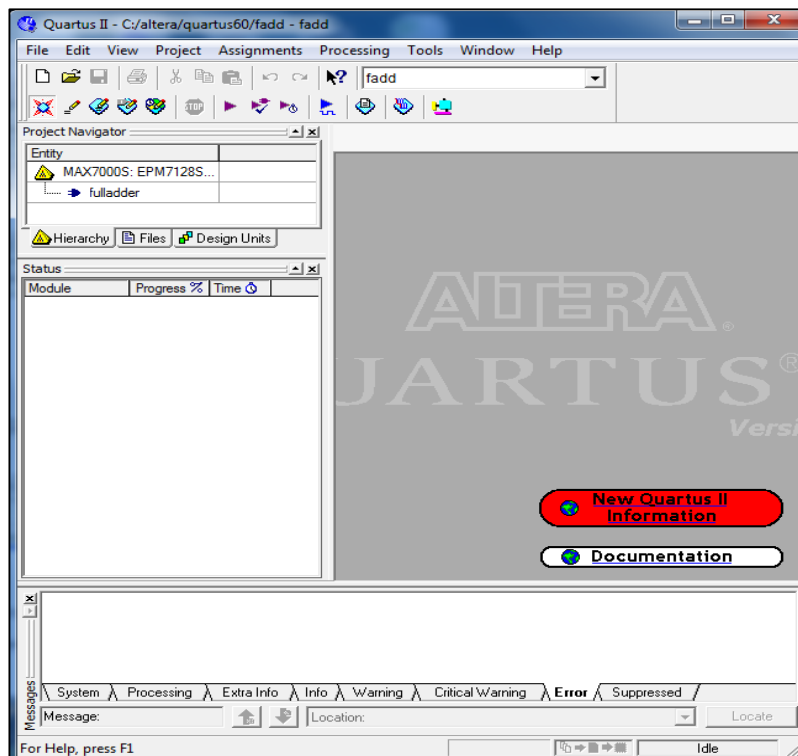 Quartus II - C:/altera/quartus60/fadd - fadd
File Edit View Project Assignments Processing Tools Window Help
fadd
STOP
Project Navigator
Entity
MAX7000S: EPM7128S...
fulladder
Hierarchy Files Design Units
Status
Module Progress % Time
ALTERA®
UARTUS®
Versi
New Quartus II
Information
Documentation
Messages
System Processing Extra Info Info Warning Critical Warning Error Suppressed
Message: Location: Locate
For Help, press F1 Idle